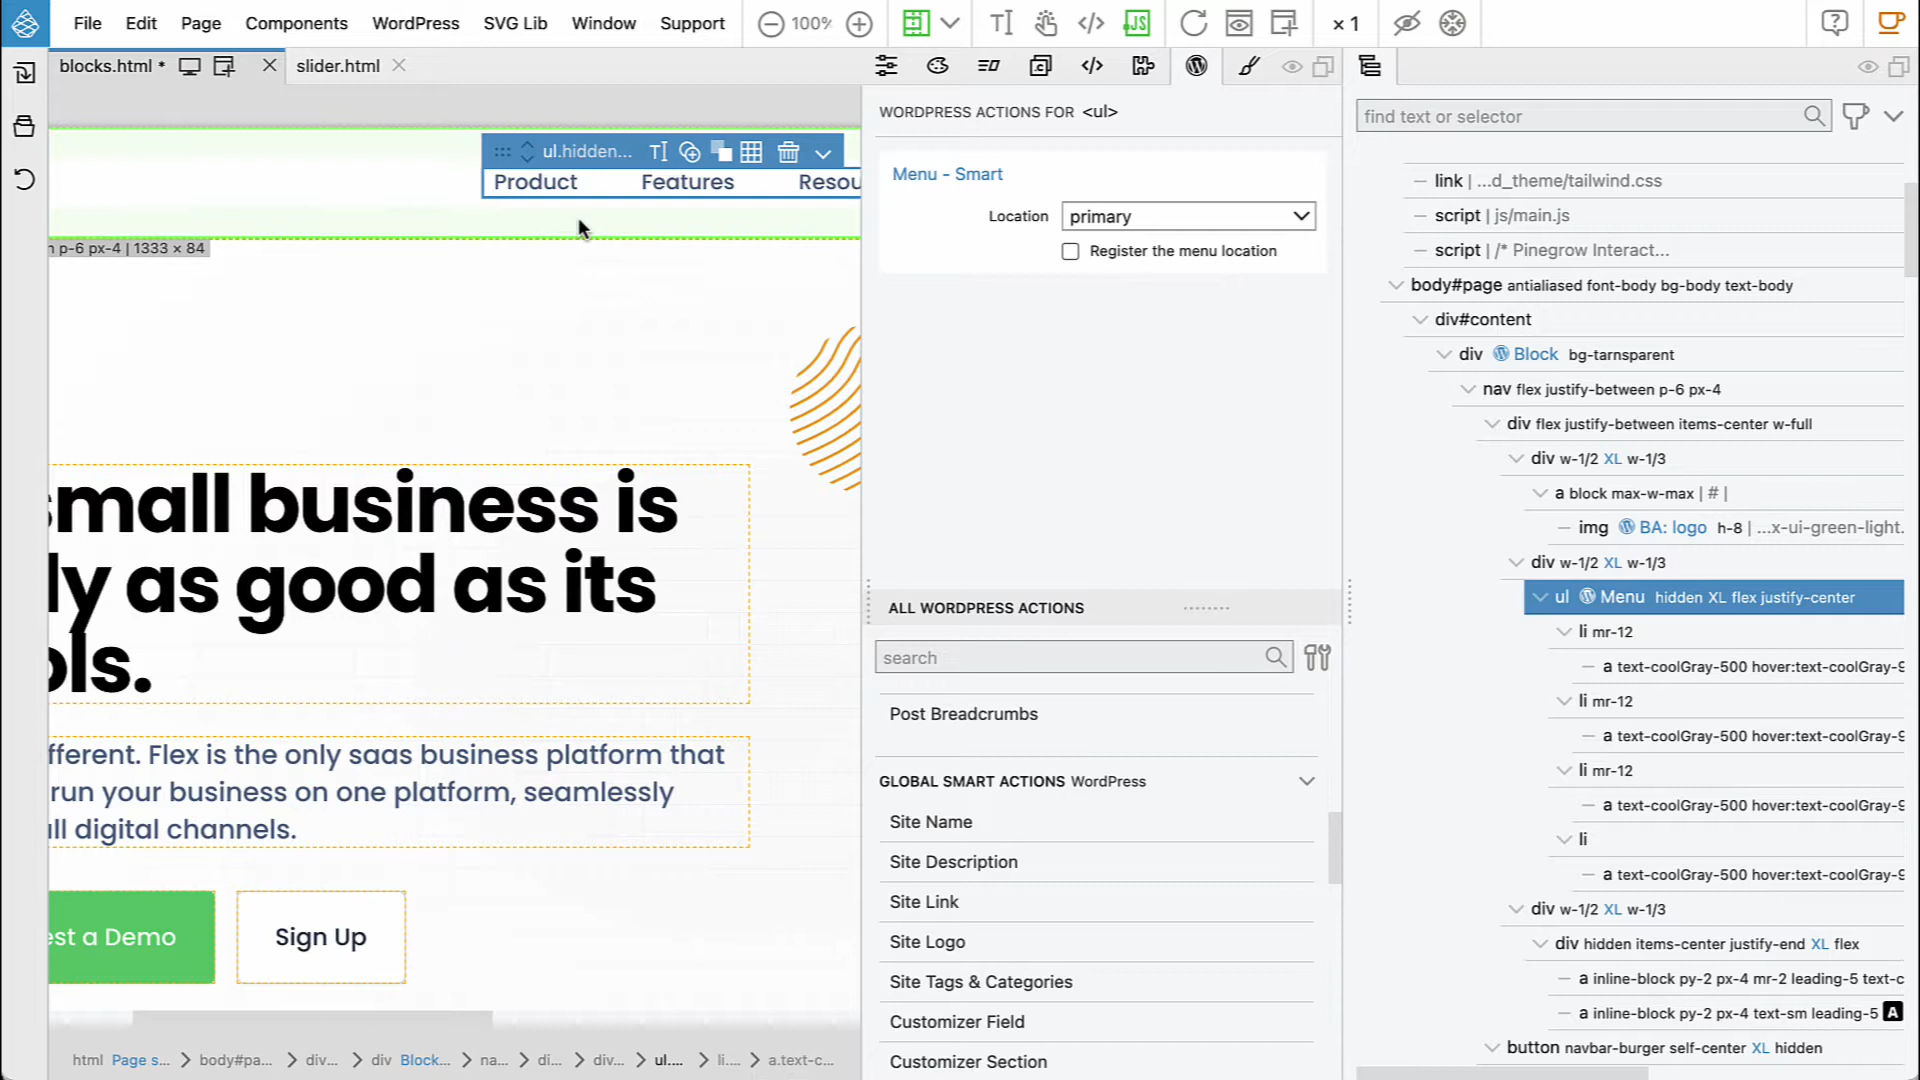 File Edit Page Components WordPress SVG Lib Window Support 100% JS × 1
blocks.html *
slider.html
ul.hidden...
Product Features Resou
n p-6 px-4 | 1333 × 84
small business is
ly as good as its
ols.
fferent. Flex is the only saas business platform that
run your business on one platform, seamlessly
ll digital channels.
est a Demo
Sign Up
html Page s... body#pa... div... div Block... na... di... div... ul.... li.... a.text-c...
WORDPRESS ACTIONS FOR <ul>
Menu - Smart
Location primary
Register the menu location
ALL WORDPRESS ACTIONS
search
Post Breadcrumbs
GLOBAL SMART ACTIONS WordPress
Site Name
Site Description
Site Link
Site Logo
Site Tags & Categories
Customizer Field
Customizer Section
find text or selector
link | ...d_theme/tailwind.css
script | js/main.js
script | /* Pinegrow Interact...
body#page antialiased font-body bg-body text-body
div#content
div Block bg-tarnsparent
nav flex justify-between p-6 px-4
div flex justify-between items-center w-full
div w-1/2 XL w-1/3
a block max-w-max | # |
img BA: logo h-8 | ...x-ui-green-light.
div w-1/2 XL w-1/3
ul Menu hidden XL flex justify-center
li mr-12
a text-coolGray-500 hover:text-coolGray-9
li mr-12
a text-coolGray-500 hover:text-coolGray-9
li mr-12
a text-coolGray-500 hover:text-coolGray-9
li
a text-coolGray-500 hover:text-coolGray-9
div w-1/2 XL w-1/3
div hidden items-center justify-end XL flex
a inline-block py-2 px-4 mr-2 leading-5 text-c
a inline-block py-2 px-4 text-sm leading-5 A
button navbar-burger self-center XL hidden